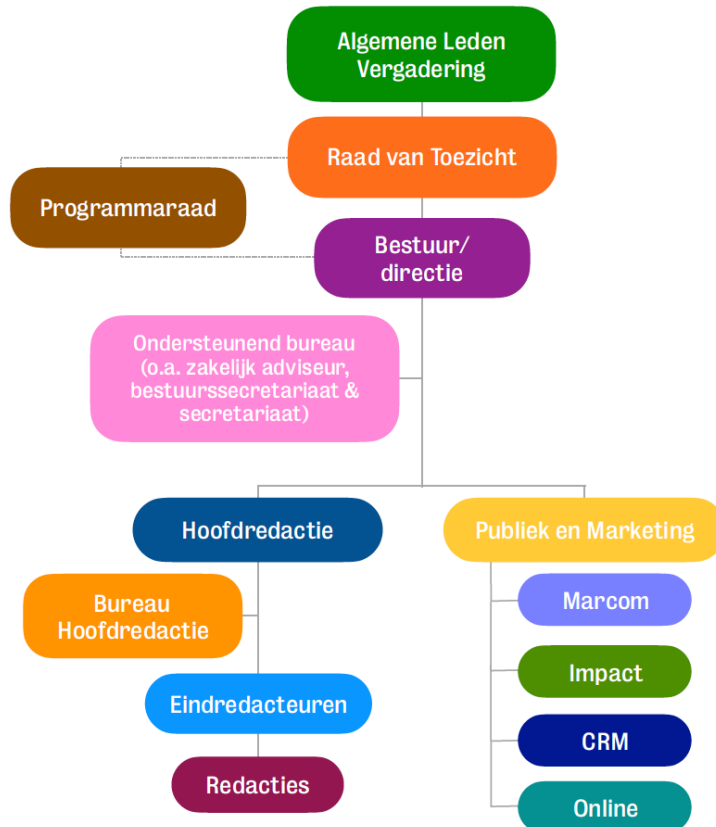 Algemene Leden
Vergadering
Raad van Toezicht
Programmaraad
Bestuur/
directie
Ondersteunend bureau
(o.a. zakelijk adviseur,
bestuurssecretariaat &
secretariaat)
Hoofdredactie
Publiek en Marketing
Bureau
Hoofdredactie
Marcom
Impact
Eindredacteuren
CRM
Redacties
Online